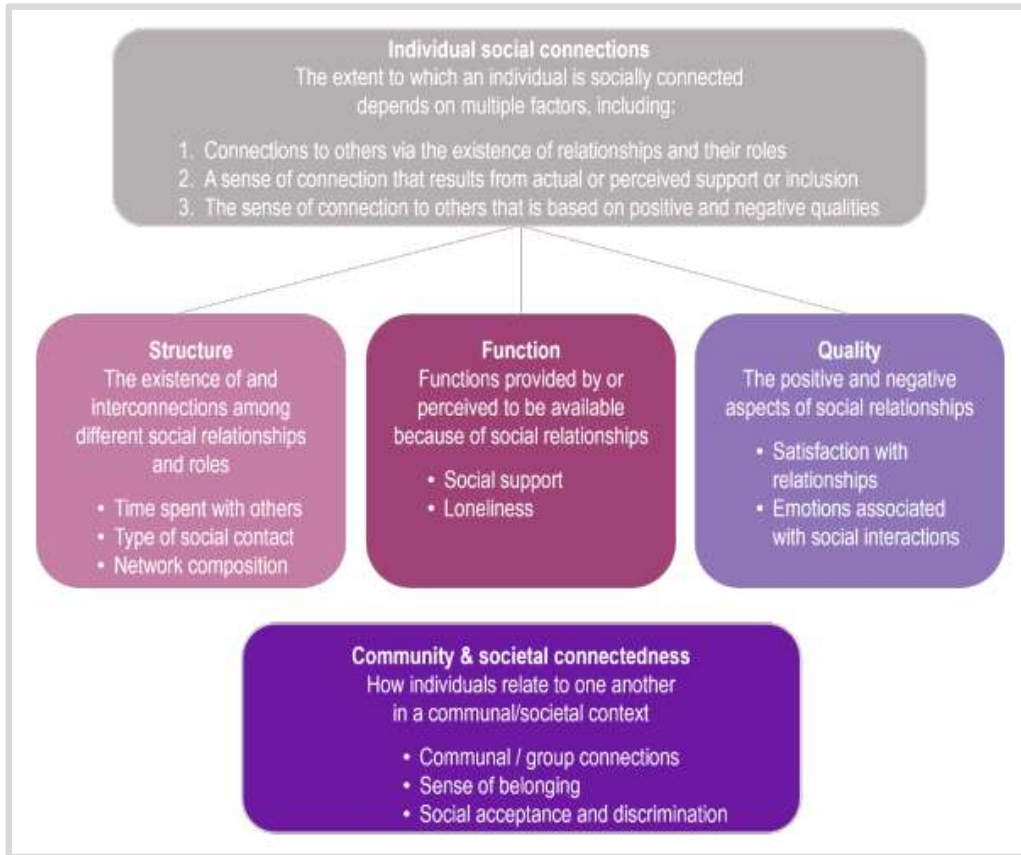 Individual social connections
The extent to which an individual is socially connected
depends on multiple factors, including:
1. Connections to others via the existence of relationships and their roles
2. A sense of connection that results from actual or perceived support or inclusion
3. The sense of connection to others that is based on positive and negative qualities
Structure
The existence of and
interconnections among
different social relationships
and roles
• Time spent with others
• Type of social contact
• Network composition
Function
Functions provided by or
perceived to be available
because of social relationships
• Social support
• Loneliness
Quality
The positive and negative
aspects of social relationships
• Satisfaction with
relationships
• Emotions associated
with social interactions
Community & societal connectedness
How individuals relate to one another
in a communal/societal context
• Communal / group connections
• Sense of belonging
• Social acceptance and discrimination